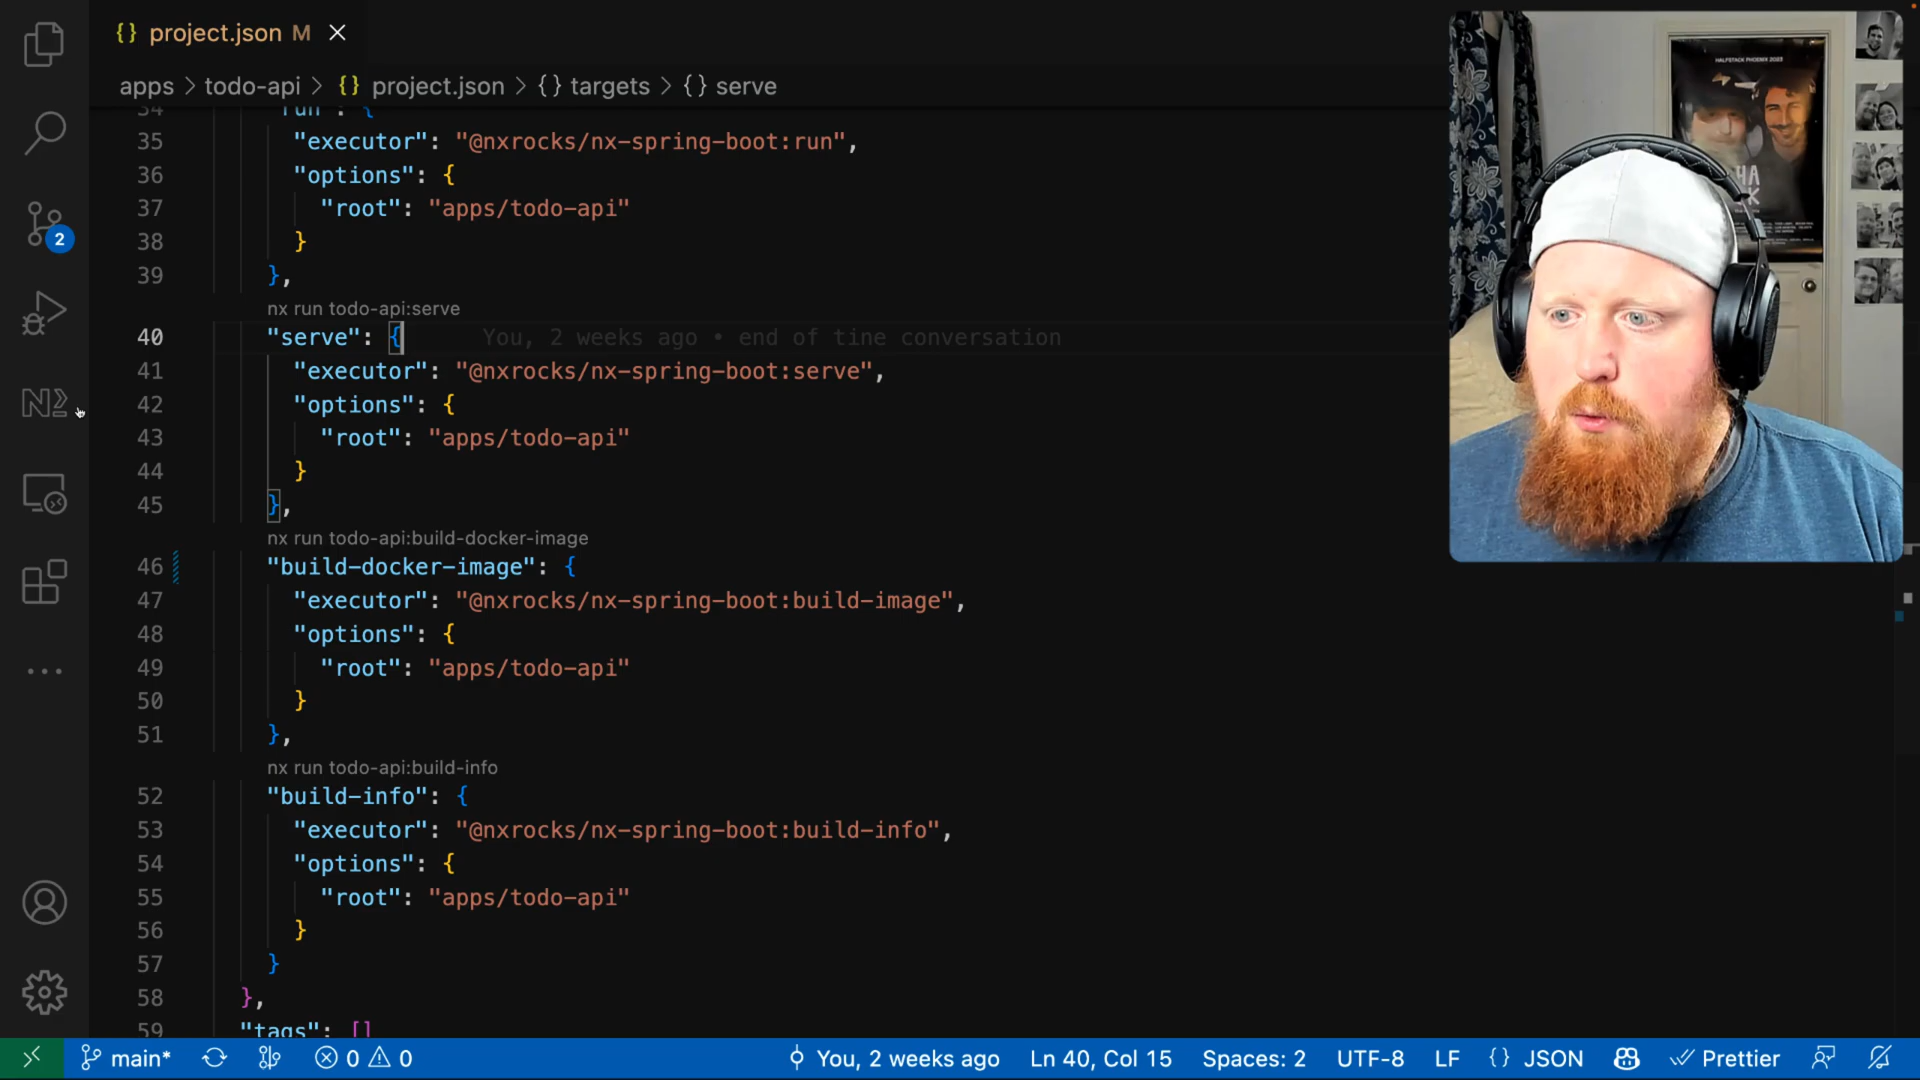 {} project.json M
apps > todo-api > {} project.json > {} targets > {} serve
34 "run": {
35 "executor": "@nxrocks/nx-spring-boot:run",
36 "options": {
37 "root": "apps/todo-api"
38 }
39 },
nx run todo-api:serve
40 "serve": { You, 2 weeks ago • end of tine conversation
41 "executor": "@nxrocks/nx-spring-boot:serve",
42 "options": {
43 "root": "apps/todo-api"
44 }
45 },
nx run todo-api:build-docker-image
46 "build-docker-image": {
47 "executor": "@nxrocks/nx-spring-boot:build-image",
48 "options": {
49 "root": "apps/todo-api"
50 }
51 },
nx run todo-api:build-info
52 "build-info": {
53 "executor": "@nxrocks/nx-spring-boot:build-info",
54 "options": {
55 "root": "apps/todo-api"
56 }
57 }
58 },
59 "tags": []
2
HALFSTACK PHOENIX 2023
main* 0 0 You, 2 weeks ago Ln 40, Col 15 Spaces: 2 UTF-8 LF {} JSON Prettier